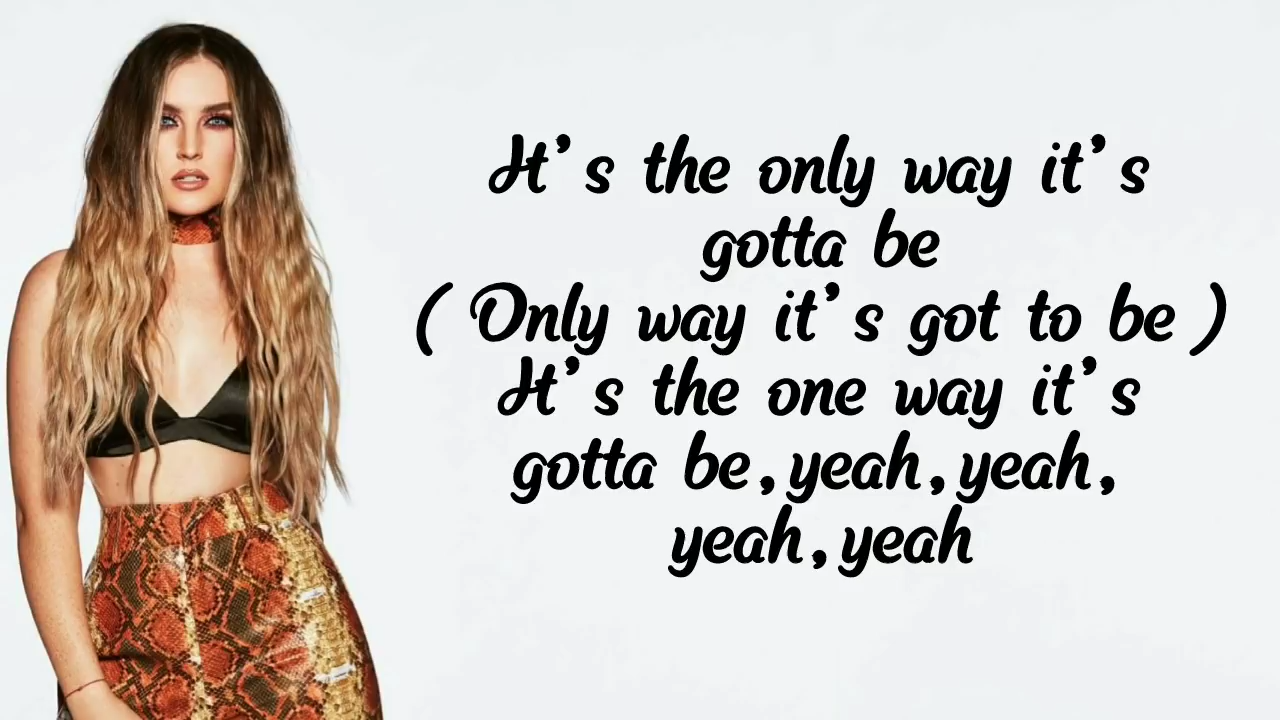 It's the only way it's
gotta be
( Only way it's got to be )
It's the one way it's
gotta be, yeah, yeah,
yeah, yeah